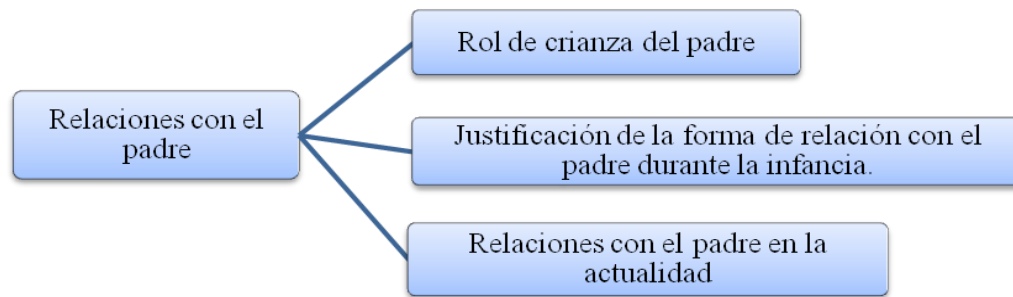 Rol de crianza del padre
Relaciones con el
padre
Justificación de la forma de relación con el
padre durante la infancia.
Relaciones con el padre en la
actualidad